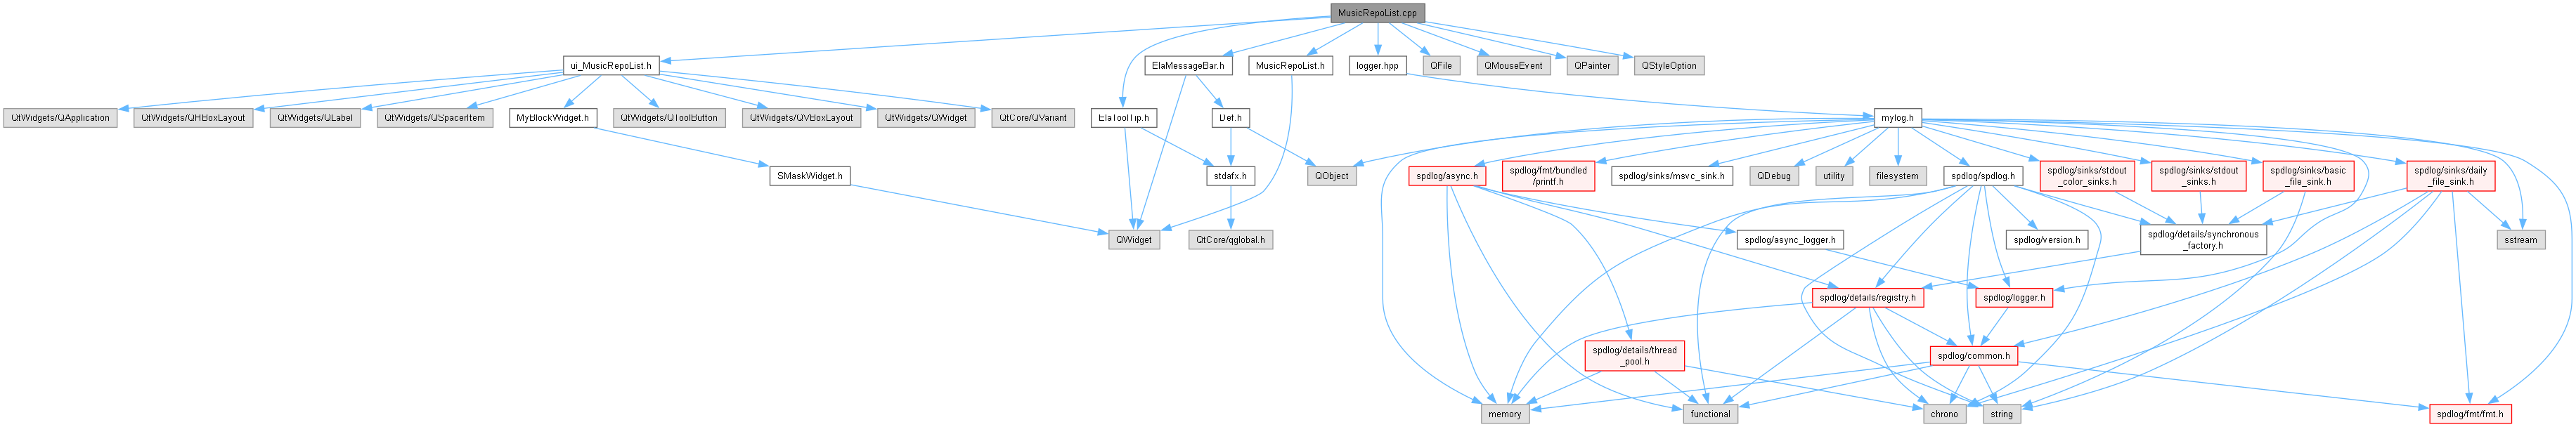 MusicRepoList.cpp
ui_MusicRepoList.h
ElaMessageBar.h
MusicRepoList.h
logger.hpp
QFile
QMouseEvent
QPainter
QStyleOption
QtWidgets/QApplication
QtWidgets/QHBoxLayout
QtWidgets/QLabel
QtWidgets/QSpacerItem
MyBlockWidget.h
QtWidgets/QToolButton
QtWidgets/QVBoxLayout
QtWidgets/QWidget
QtCore/QVariant
ElaToolTip.h
Def.h
mylog.h
SMaskWidget.h
stdafx.h
QObject
spdlog/async.h
spdlog/fmt/bundled
/printf.h
spdlog/sinks/msvc_sink.h
QDebug
utility
filesystem
spdlog/spdlog.h
spdlog/sinks/stdout
_color_sinks.h
spdlog/sinks/stdout
_sinks.h
spdlog/sinks/basic
_file_sink.h
spdlog/sinks/daily
_file_sink.h
QWidget
QtCore/qglobal.h
spdlog/async_logger.h
spdlog/version.h
spdlog/details/synchronous
_factory.h
sstream
spdlog/details/registry.h
spdlog/logger.h
spdlog/details/thread
_pool.h
spdlog/common.h
memory
functional
chrono
string
spdlog/fmt/fmt.h